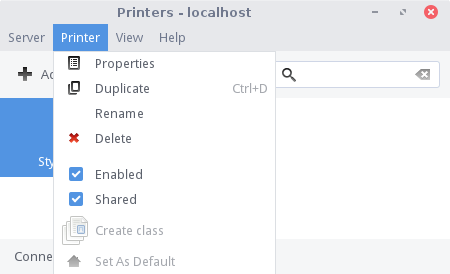 Printers - localhost
Server Printer View Help
Properties
Duplicate Ctrl+D
Rename
Delete
Enabled
Shared
Create class
Set As Default